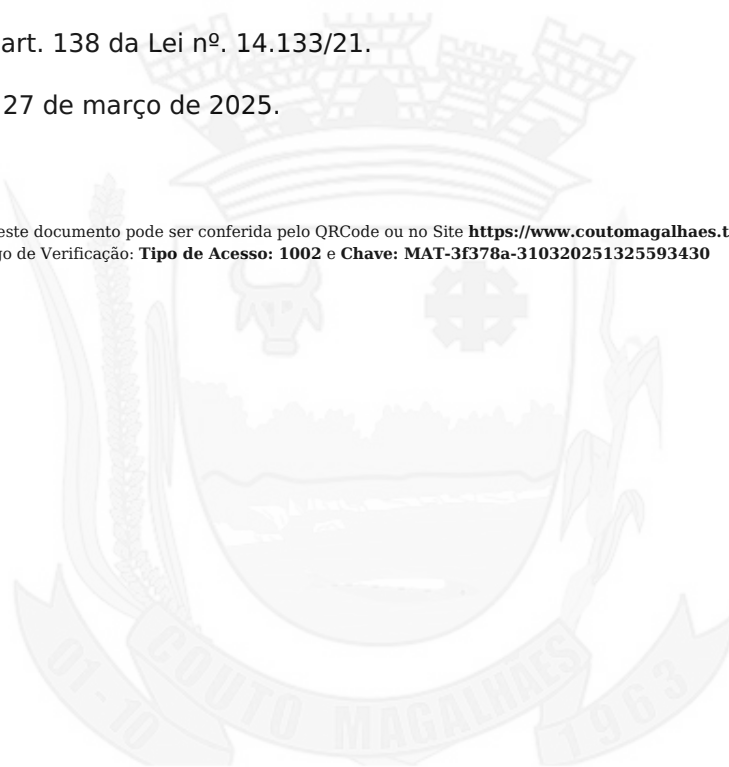 art. 138 da Lei nº. 14.133/21.
27 de março de 2025.
este documento pode ser conferida pelo QRCode ou no Site https://www.coutomagalhaes.t
go de Verificação: Tipo de Acesso: 1002 e Chave: MAT-3f378a-310320251325593430
01-10 COUTO MAGALHÃES 1963